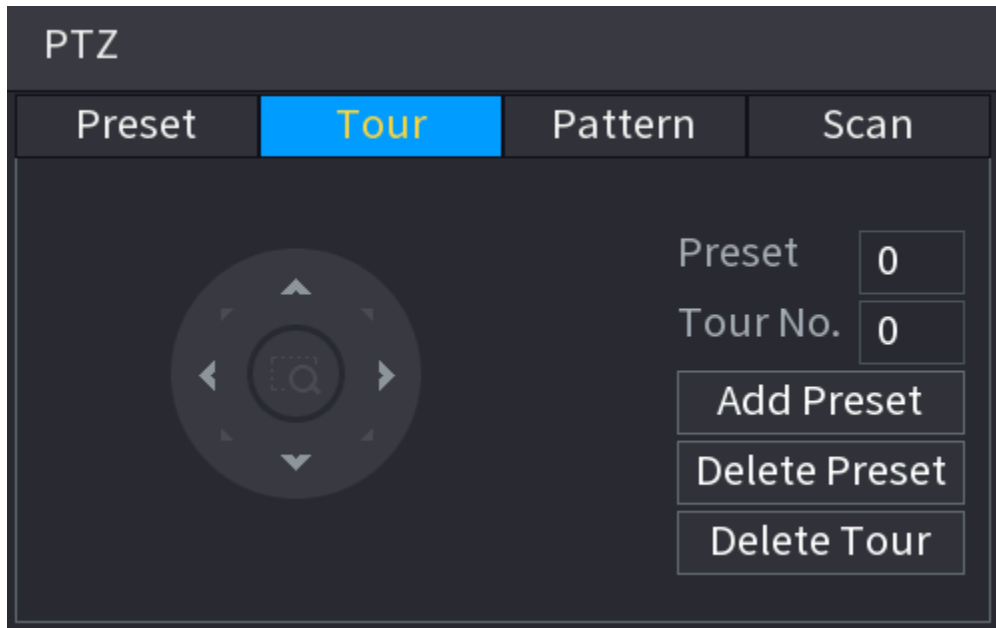 PTZ
Preset Tour Pattern Scan
Preset 0
Tour No. 0
Add Preset
Delete Preset
Delete Tour